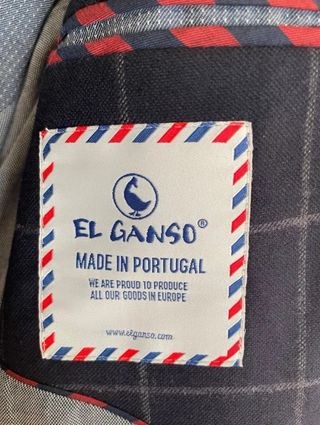 EL GANSO®
MADE IN PORTUGAL
WE ARE PROUD TO PRODUCE
ALL OUR GOODS IN EUROPE
www.elganso.com